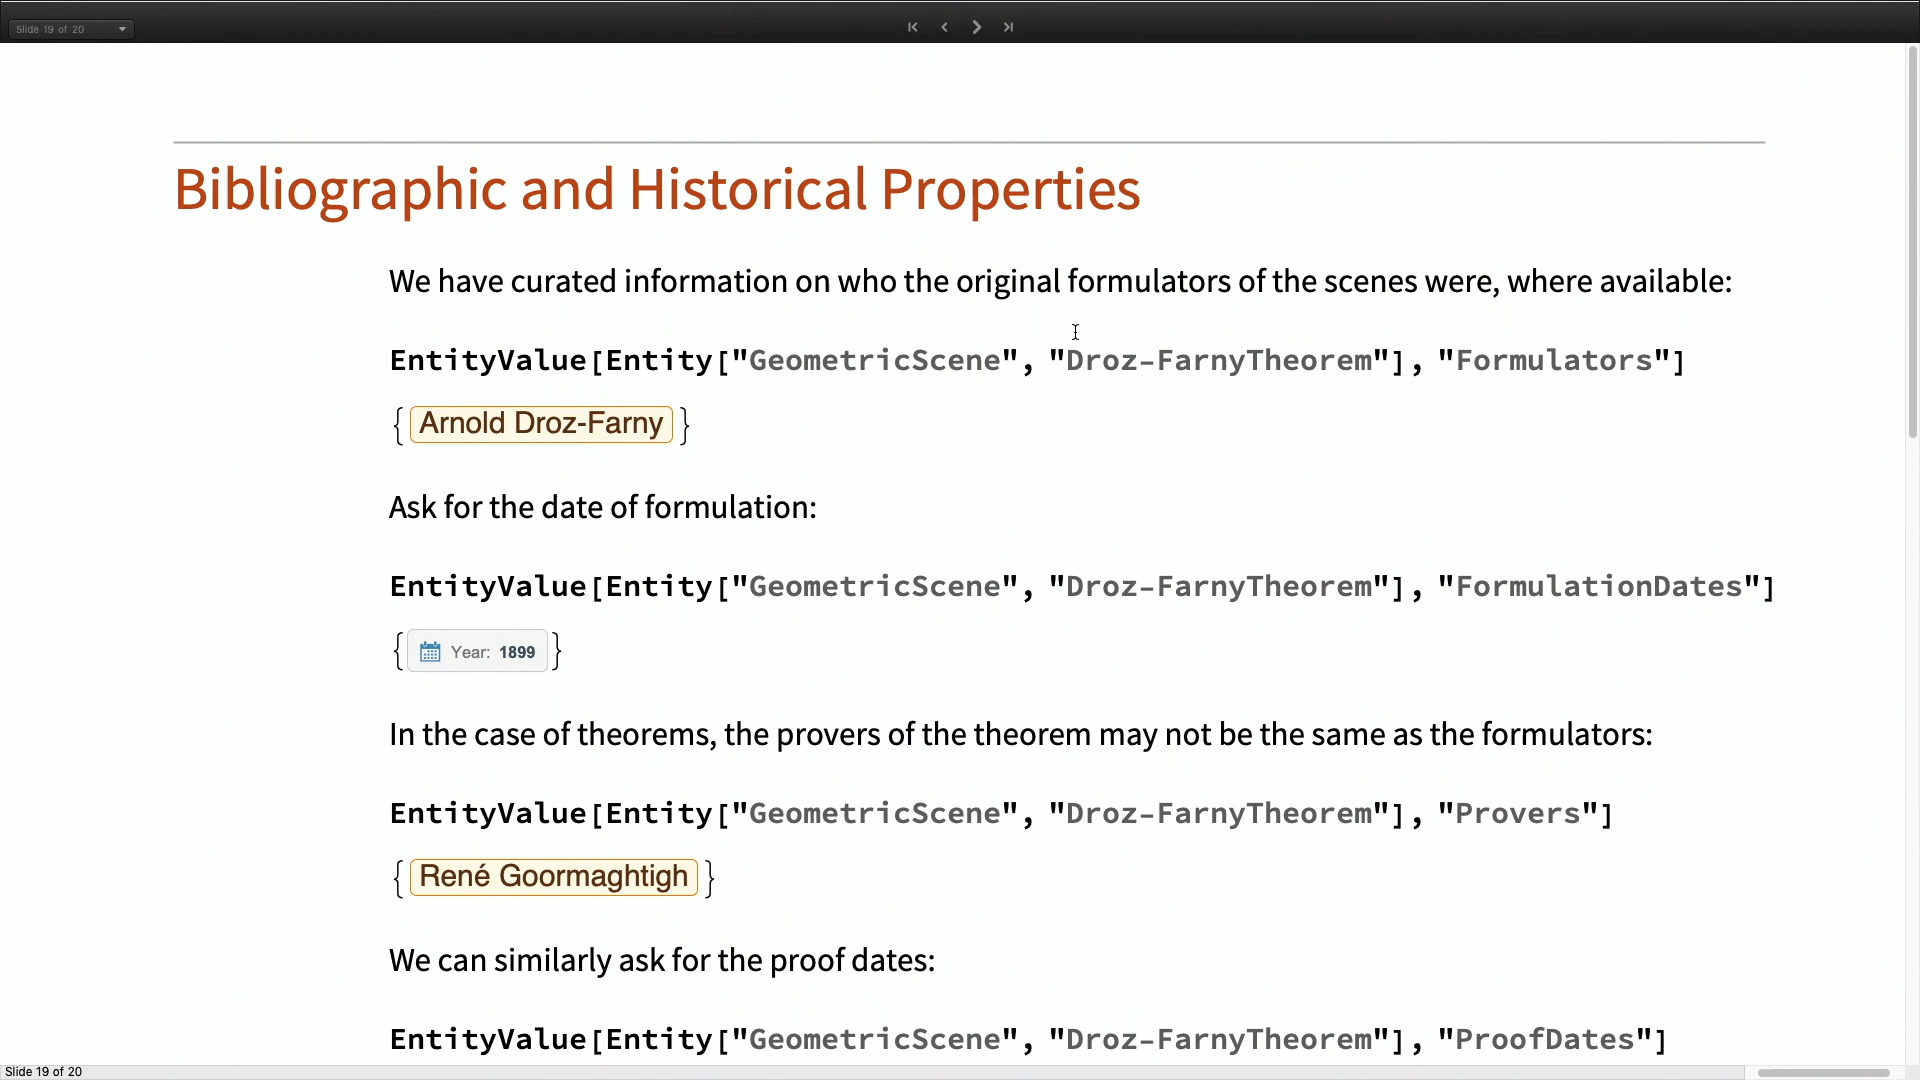 Slide 19 of 20
Bibliographic and Historical Properties
We have curated information on who the original formulators of the scenes were, where available:
EntityValue[Entity["GeometricScene", "Droz-FarnyTheorem"], "Formulators"]
{ Arnold Droz-Farny }
Ask for the date of formulation:
EntityValue[Entity["GeometricScene", "Droz-FarnyTheorem"], "FormulationDates"]
{ Year: 1899 }
In the case of theorems, the provers of the theorem may not be the same as the formulators:
EntityValue[Entity["GeometricScene", "Droz-FarnyTheorem"], "Provers"]
{ René Goormaghtigh }
We can similarly ask for the proof dates:
EntityValue[Entity["GeometricScene", "Droz-FarnyTheorem"], "ProofDates"]
Slide 19 of 20